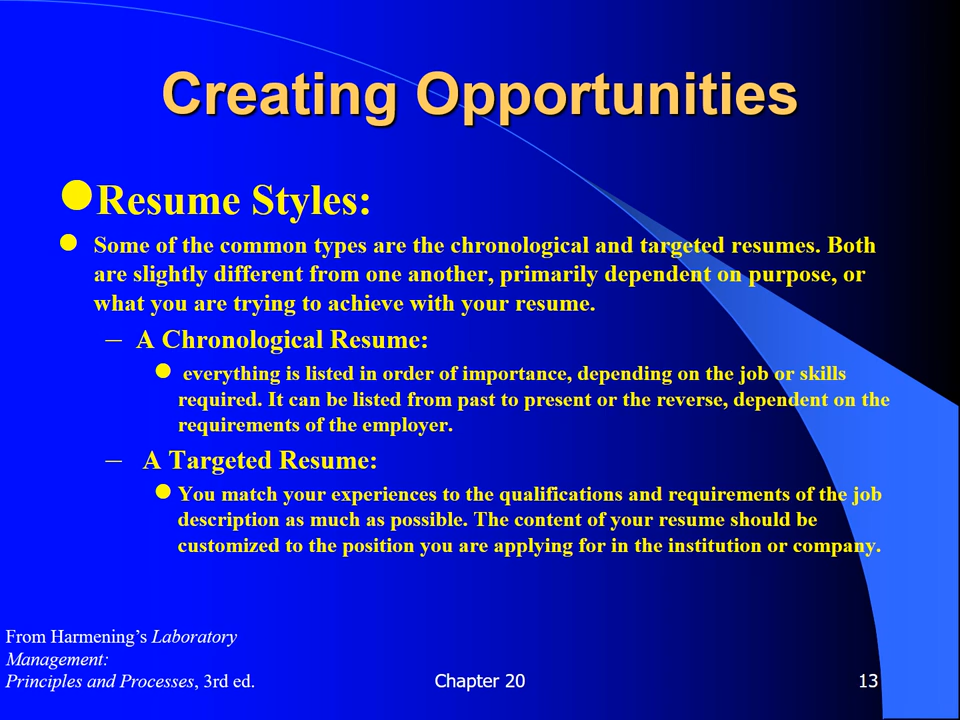 Creating Opportunities
Resume Styles:
Some of the common types are the chronological and targeted resumes. Both
are slightly different from one another, primarily dependent on purpose, or
what you are trying to achieve with your resume.
– A Chronological Resume:
everything is listed in order of importance, depending on the job or skills
required. It can be listed from past to present or the reverse, dependent on the
requirements of the employer.
– A Targeted Resume:
You match your experiences to the qualifications and requirements of the job
description as much as possible. The content of your resume should be
customized to the position you are applying for in the institution or company.
From Harmening’s Laboratory
Management:
Principles and Processes, 3rd ed.
Chapter 20
13